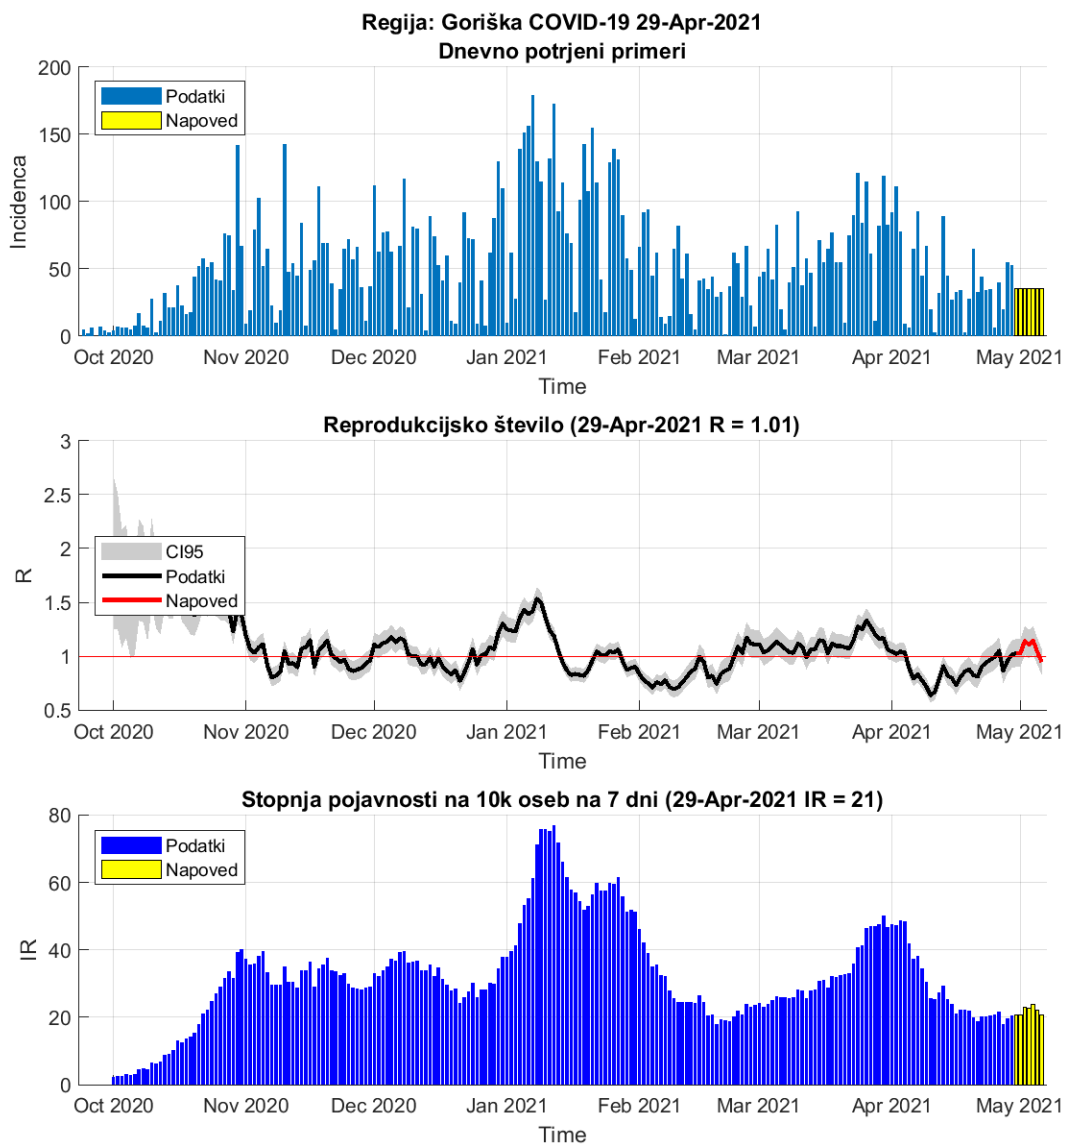 Regija: Goriška COVID-19 29-Apr-2021
Dnevno potrjeni primeri
200
150
100
50
0
Incidenca
Podatki
Napoved
Oct 2020 Nov 2020 Dec 2020 Jan 2021 Feb 2021 Mar 2021 Apr 2021 May 2021
Time
Reprodukcijsko število (29-Apr-2021 R = 1.01)
3
2.5
2
1.5
1
0.5
R
CI95
Podatki
Napoved
Oct 2020 Nov 2020 Dec 2020 Jan 2021 Feb 2021 Mar 2021 Apr 2021 May 2021
Time
Stopnja pojavnosti na 10k oseb na 7 dni (29-Apr-2021 IR = 21)
80
60
40
20
0
IR
Podatki
Napoved
Oct 2020 Nov 2020 Dec 2020 Jan 2021 Feb 2021 Mar 2021 Apr 2021 May 2021
Time